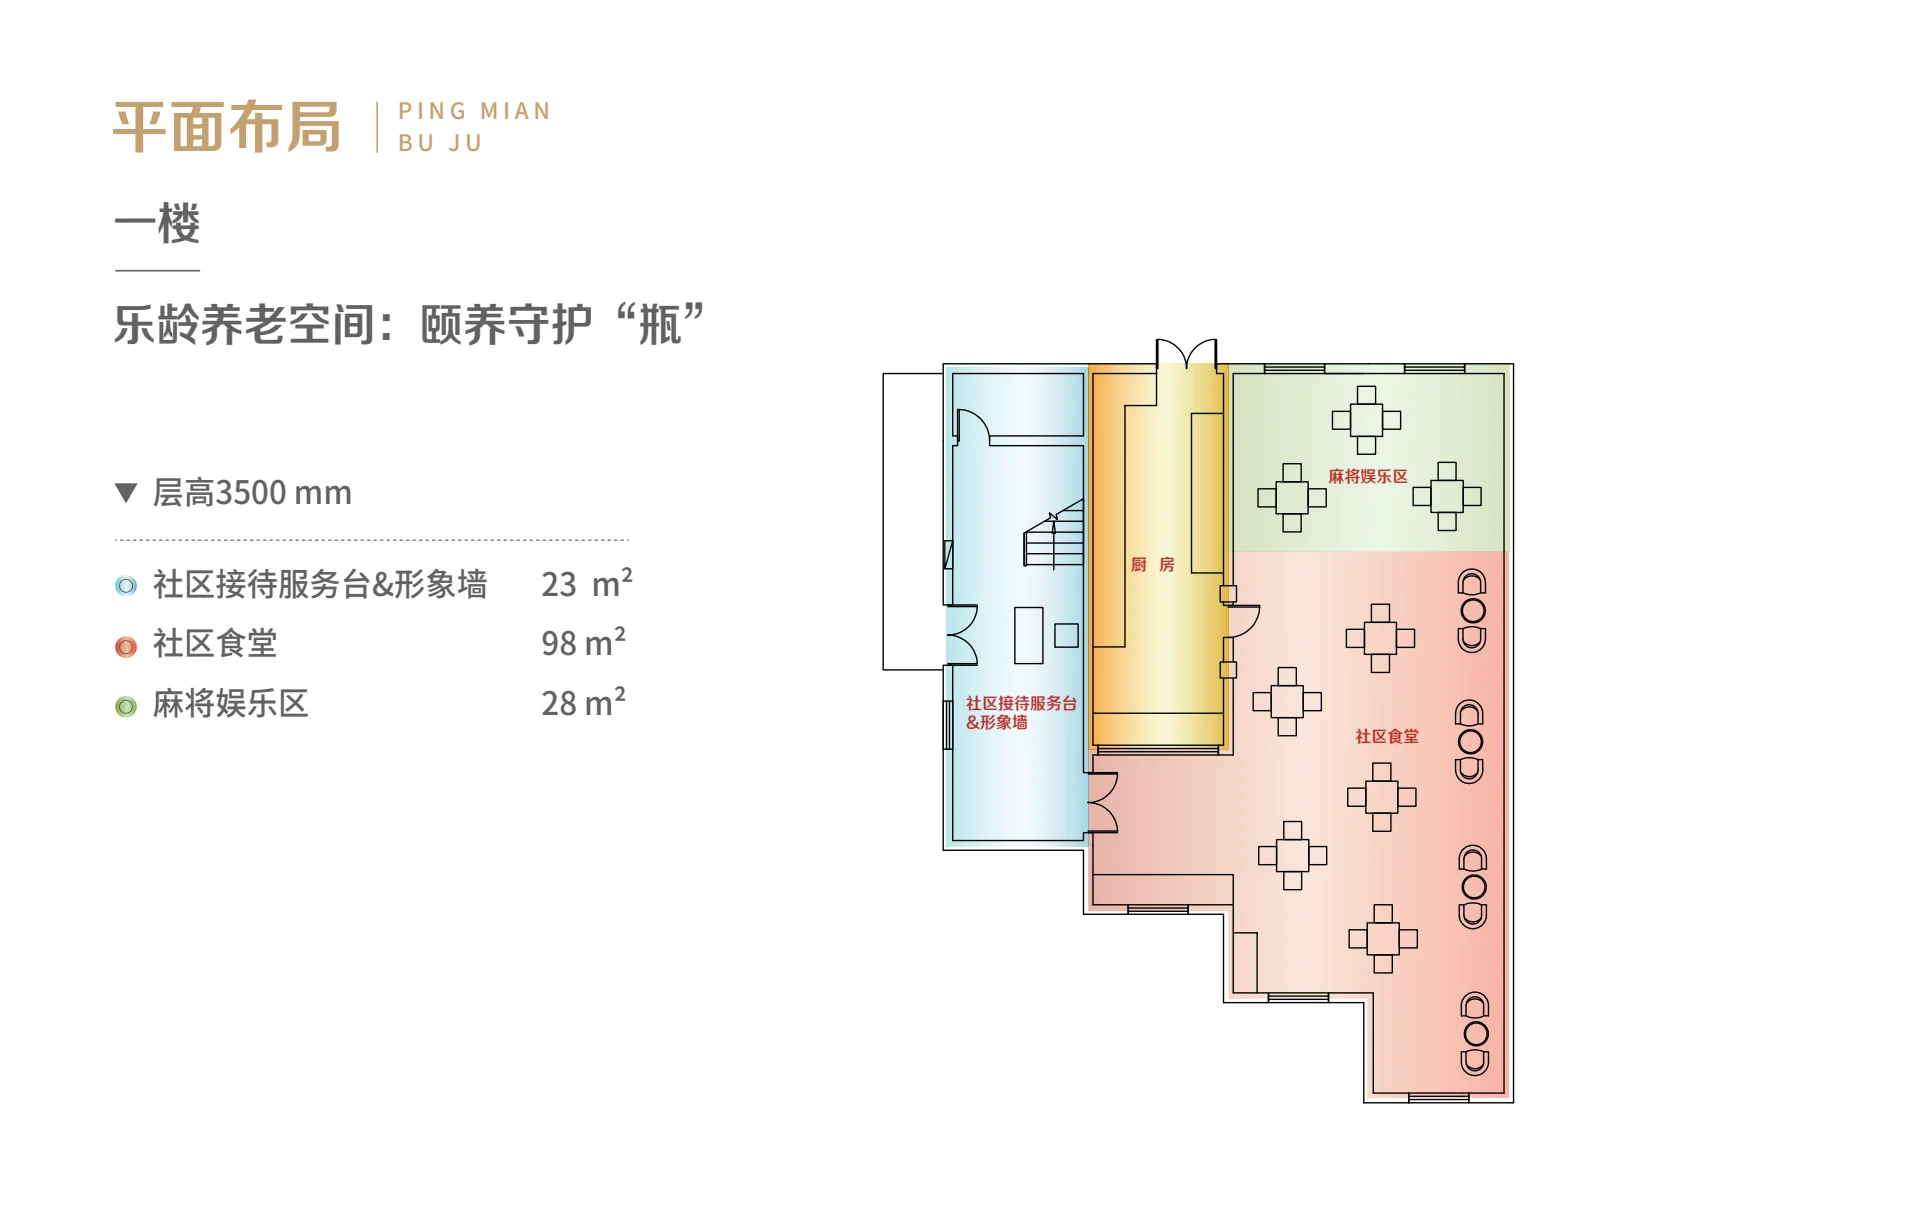 平面布局
PING MIAN
BU JU
一楼
乐龄养老空间：颐养守护“瓶”
▼ 层高3500 mm
社区接待服务台&形象墙 23 m²
社区食堂 98 m²
麻将娱乐区 28 m²
麻将娱乐区
厨 房
社区接待服务台
&形象墙
社区食堂